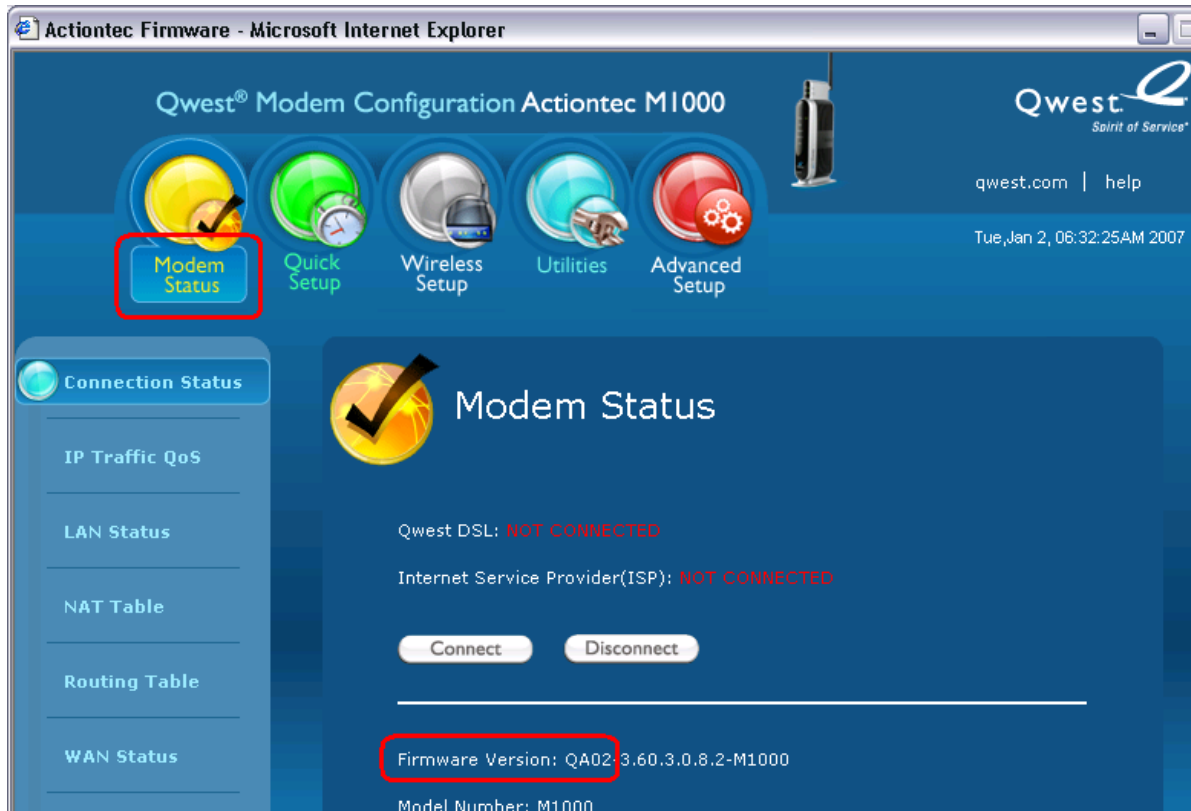 Actiontec Firmware - Microsoft Internet Explorer
Qwest® Modem Configuration Actiontec M1000
Qwest
Spirit of Service®
qwest.com | help
Tue,Jan 2, 06:32:25AM 2007
Modem
Status
Quick
Setup
Wireless
Setup
Utilities
Advanced
Setup
Connection Status
IP Traffic QoS
LAN Status
NAT Table
Routing Table
WAN Status
Modem Status
Qwest DSL: NOT CONNECTED
Internet Service Provider(ISP): NOT CONNECTED
Connect
Disconnect
Firmware Version: QA02-3.60.3.0.8.2-M1000
Model Number: M1000